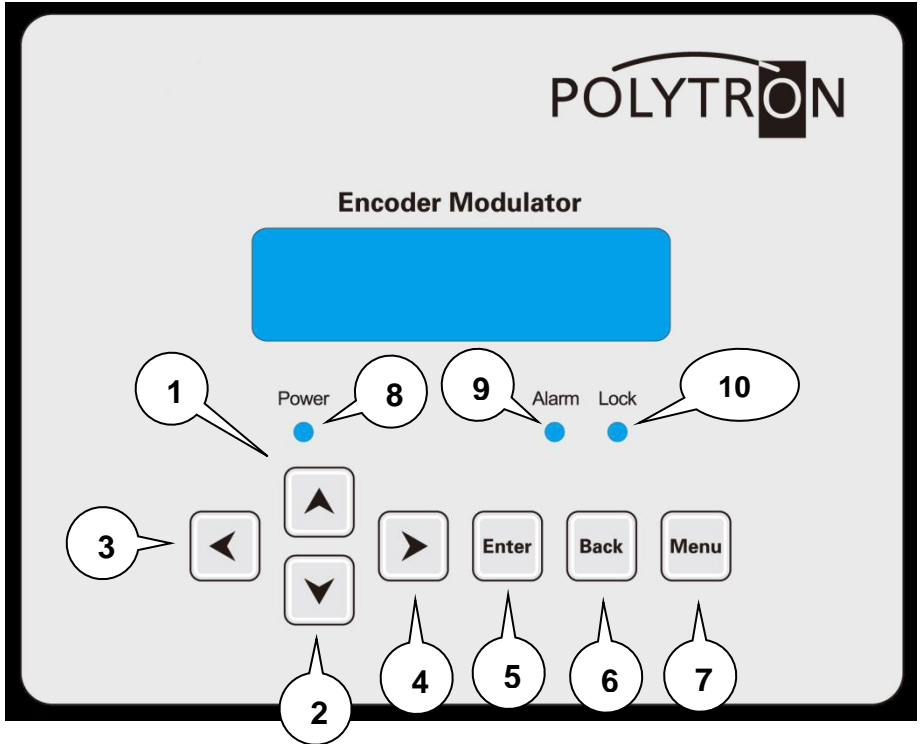 POLYTRON
Encoder Modulator
1
8
9
10
Power
Alarm Lock
3
Enter
Back
Menu
2
4
5
6
7